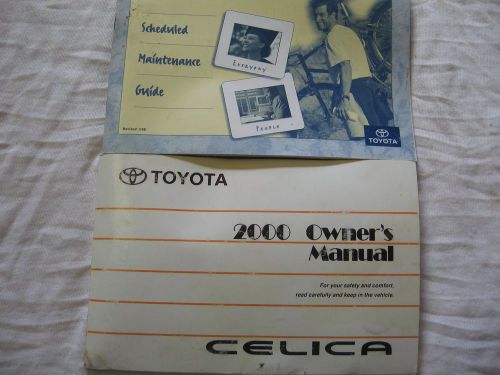 Scheduled
Maintenance
Guide
Everyday
People
TOYOTA
TOYOTA
2000 Owner's
Manual
For your safety and comfort,
read carefully and keep in the vehicle.
CELICA